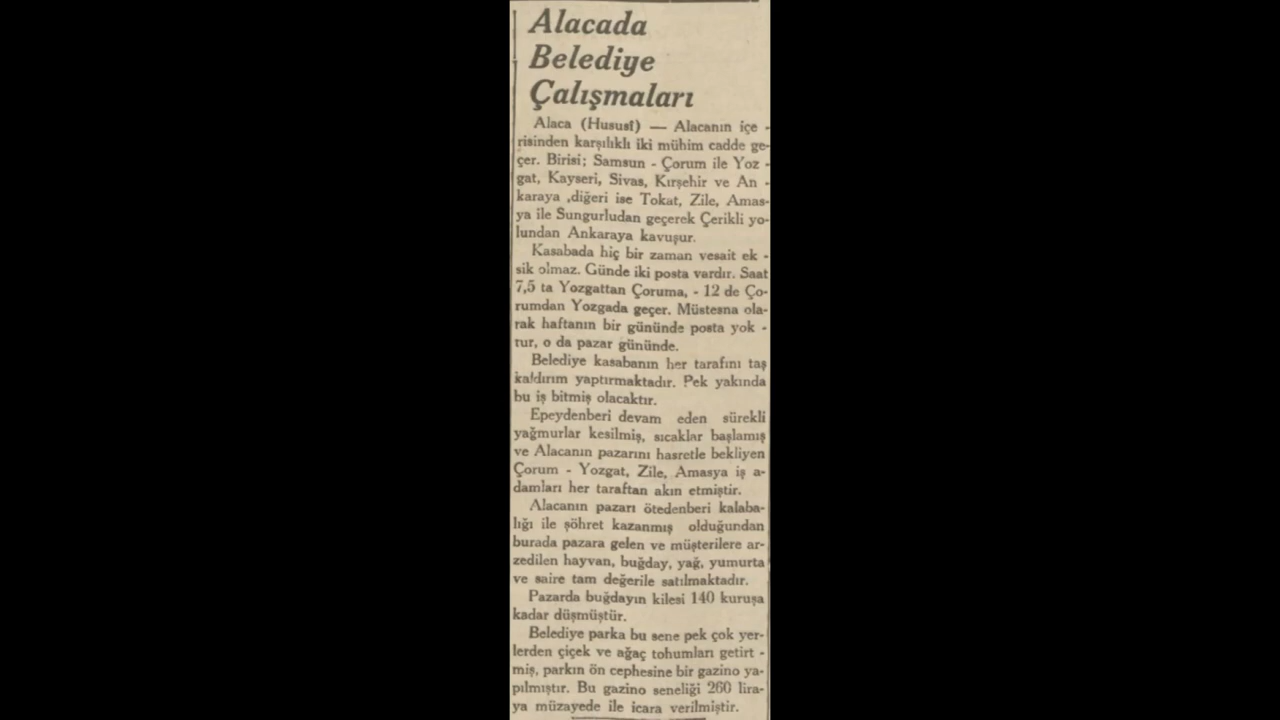 Alacada
Belediye
Çalışmaları
Alaca (Hususî) — Alacanın içe -
risinden karşılıklı iki mühim cadde ge-
çer. Birisi; Samsun - Çorum ile Yoz -
gat, Kayseri, Sivas, Kırşehir ve An -
karaya ,diğeri ise Tokat, Zile, Amas-
ya ile Sungurludan geçerek Çerikli yo-
lundan Ankaraya kavuşur.
Kasabada hiç bir zaman vesait ek -
sik olmaz. Günde iki posta vardır. Saat
7,5 ta Yozgattan Çoruma, - 12 de Ço-
rumdan Yozgada geçer. Müstesna ola-
rak haftanın bir gününde posta yok -
tur, o da pazar gününde.
Belediye kasabanın her tarafını taş
kaldırım yaptırmaktadır. Pek yakında
bu iş bitmiş olacaktır.
Epeydenberi devam eden sürekli
yağmurlar kesilmiş, sıcaklar başlamış
ve Alacanın pazarını hasretle bekliyen
Çorum - Yozgat, Zile, Amasya iş a-
damları her taraftan akın etmiştir.
Alacanın pazarı ötedenberi kalaba-
lığı ile şöhret kazanmış olduğundan
burada pazara gelen ve müşterilere ar-
zedilen hayvan, buğday, yağ, yumurta
ve saire tam değerile satılmaktadır.
Pazarda buğdayın kilesi 140 kuruşa
kadar düşmüştür.
Belediye parka bu sene pek çok yer-
lerden çiçek ve ağaç tohumları getirt -
miş, parkın ön cephesine bir gazino ya-
pılmıştır. Bu gazino seneliği 260 lira-
ya müzayede ile icara verilmiştir.